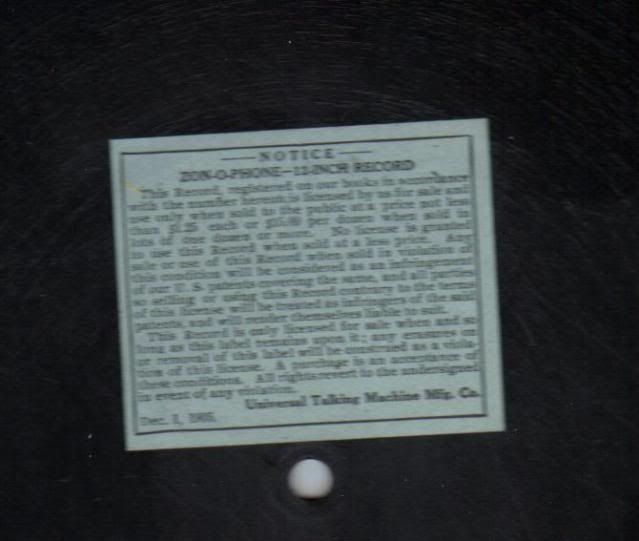 NOTICE
ZON-O-PHONE—12-INCH RECORD
This Record, registered on our books in accordance
with the number hereon is licensed by us for sale and
use only when sold to the public at a price not less
than $1.25 each or per dozen when sold in
lots of one dozen or more. No license is granted
to use this Record when sold at a less price. Any
sale or use of this Record when sold in violation of
this condition will be considered as an infringement
of our U. S. patents covering the same, and all parties
so selling or using this Record contrary to the terms
of this license will be treated as infringers of the said
patents, and will render themselves liable to suit.
This Record is only licensed for sale when and so
long as this label remains upon it; any erasures on
or removal of this label will be construed as a viola-
tion of this license. A purchase is an acceptance of
these conditions. All rights revert to the undersigned
in event of any violation.
Universal Talking Machine Mfg. Co.
Dec. 1, 1905.